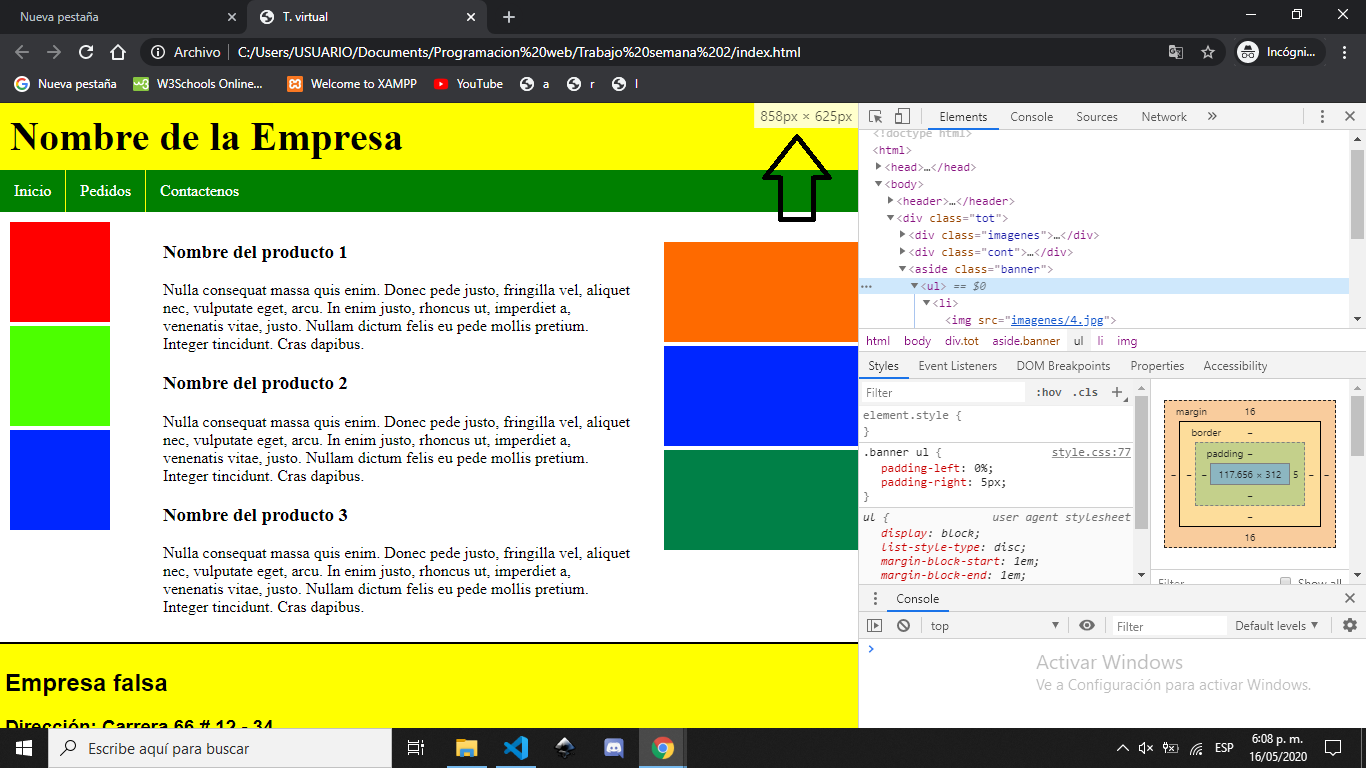 Nueva pestaña
T. virtual
Archivo
C:/Users/USUARIO/Documents/Programacion%20web/Trabajo%20semana%202/index.html
Incógni...
Nueva pestaña
W3Schools Online...
Welcome to XAMPP
YouTube
a
r
l
Nombre de la Empresa
858px × 625px
Inicio
Pedidos
Contactenos
Nombre del producto 1
Nulla consequat massa quis enim. Donec pede justo, fringilla vel, aliquet
nec, vulputate eget, arcu. In enim justo, rhoncus ut, imperdiet a,
venenatis vitae, justo. Nullam dictum felis eu pede mollis pretium.
Integer tincidunt. Cras dapibus.
Nombre del producto 2
Nulla consequat massa quis enim. Donec pede justo, fringilla vel, aliquet
nec, vulputate eget, arcu. In enim justo, rhoncus ut, imperdiet a,
venenatis vitae, justo. Nullam dictum felis eu pede mollis pretium.
Integer tincidunt. Cras dapibus.
Nombre del producto 3
Nulla consequat massa quis enim. Donec pede justo, fringilla vel, aliquet
nec, vulputate eget, arcu. In enim justo, rhoncus ut, imperdiet a,
venenatis vitae, justo. Nullam dictum felis eu pede mollis pretium.
Integer tincidunt. Cras dapibus.
Empresa falsa
Dirección: Carrera 66 # 12 - 34
Elements
Console
Sources
Network
<!doctype html>
<html>
<head>…</head>
<body>
<header>…</header>
<div class="tot">
<div class="imagenes">…</div>
<div class="cont">…</div>
<aside class="banner">
<ul> == $0
<li>
<img src="imagenes/4.jpg">
html body div.tot aside.banner ul li img
Styles
Event Listeners
DOM Breakpoints
Properties
Accessibility
Filter
:hov .cls +
element.style {
}
.banner ul { style.css:77
padding-left: 0%;
padding-right: 5px;
}
ul { user agent stylesheet
display: block;
list-style-type: disc;
margin-block-start: 1em;
margin-block-end: 1em;
margin 16
border –
padding –
– – – 117.656 × 312 5 – –
–
–
16
Filter Show all
Console
top
Filter
Default levels
Activar Windows
Ve a Configuración para activar Windows.
Escribe aquí para buscar
ESP
6:08 p. m.
16/05/2020